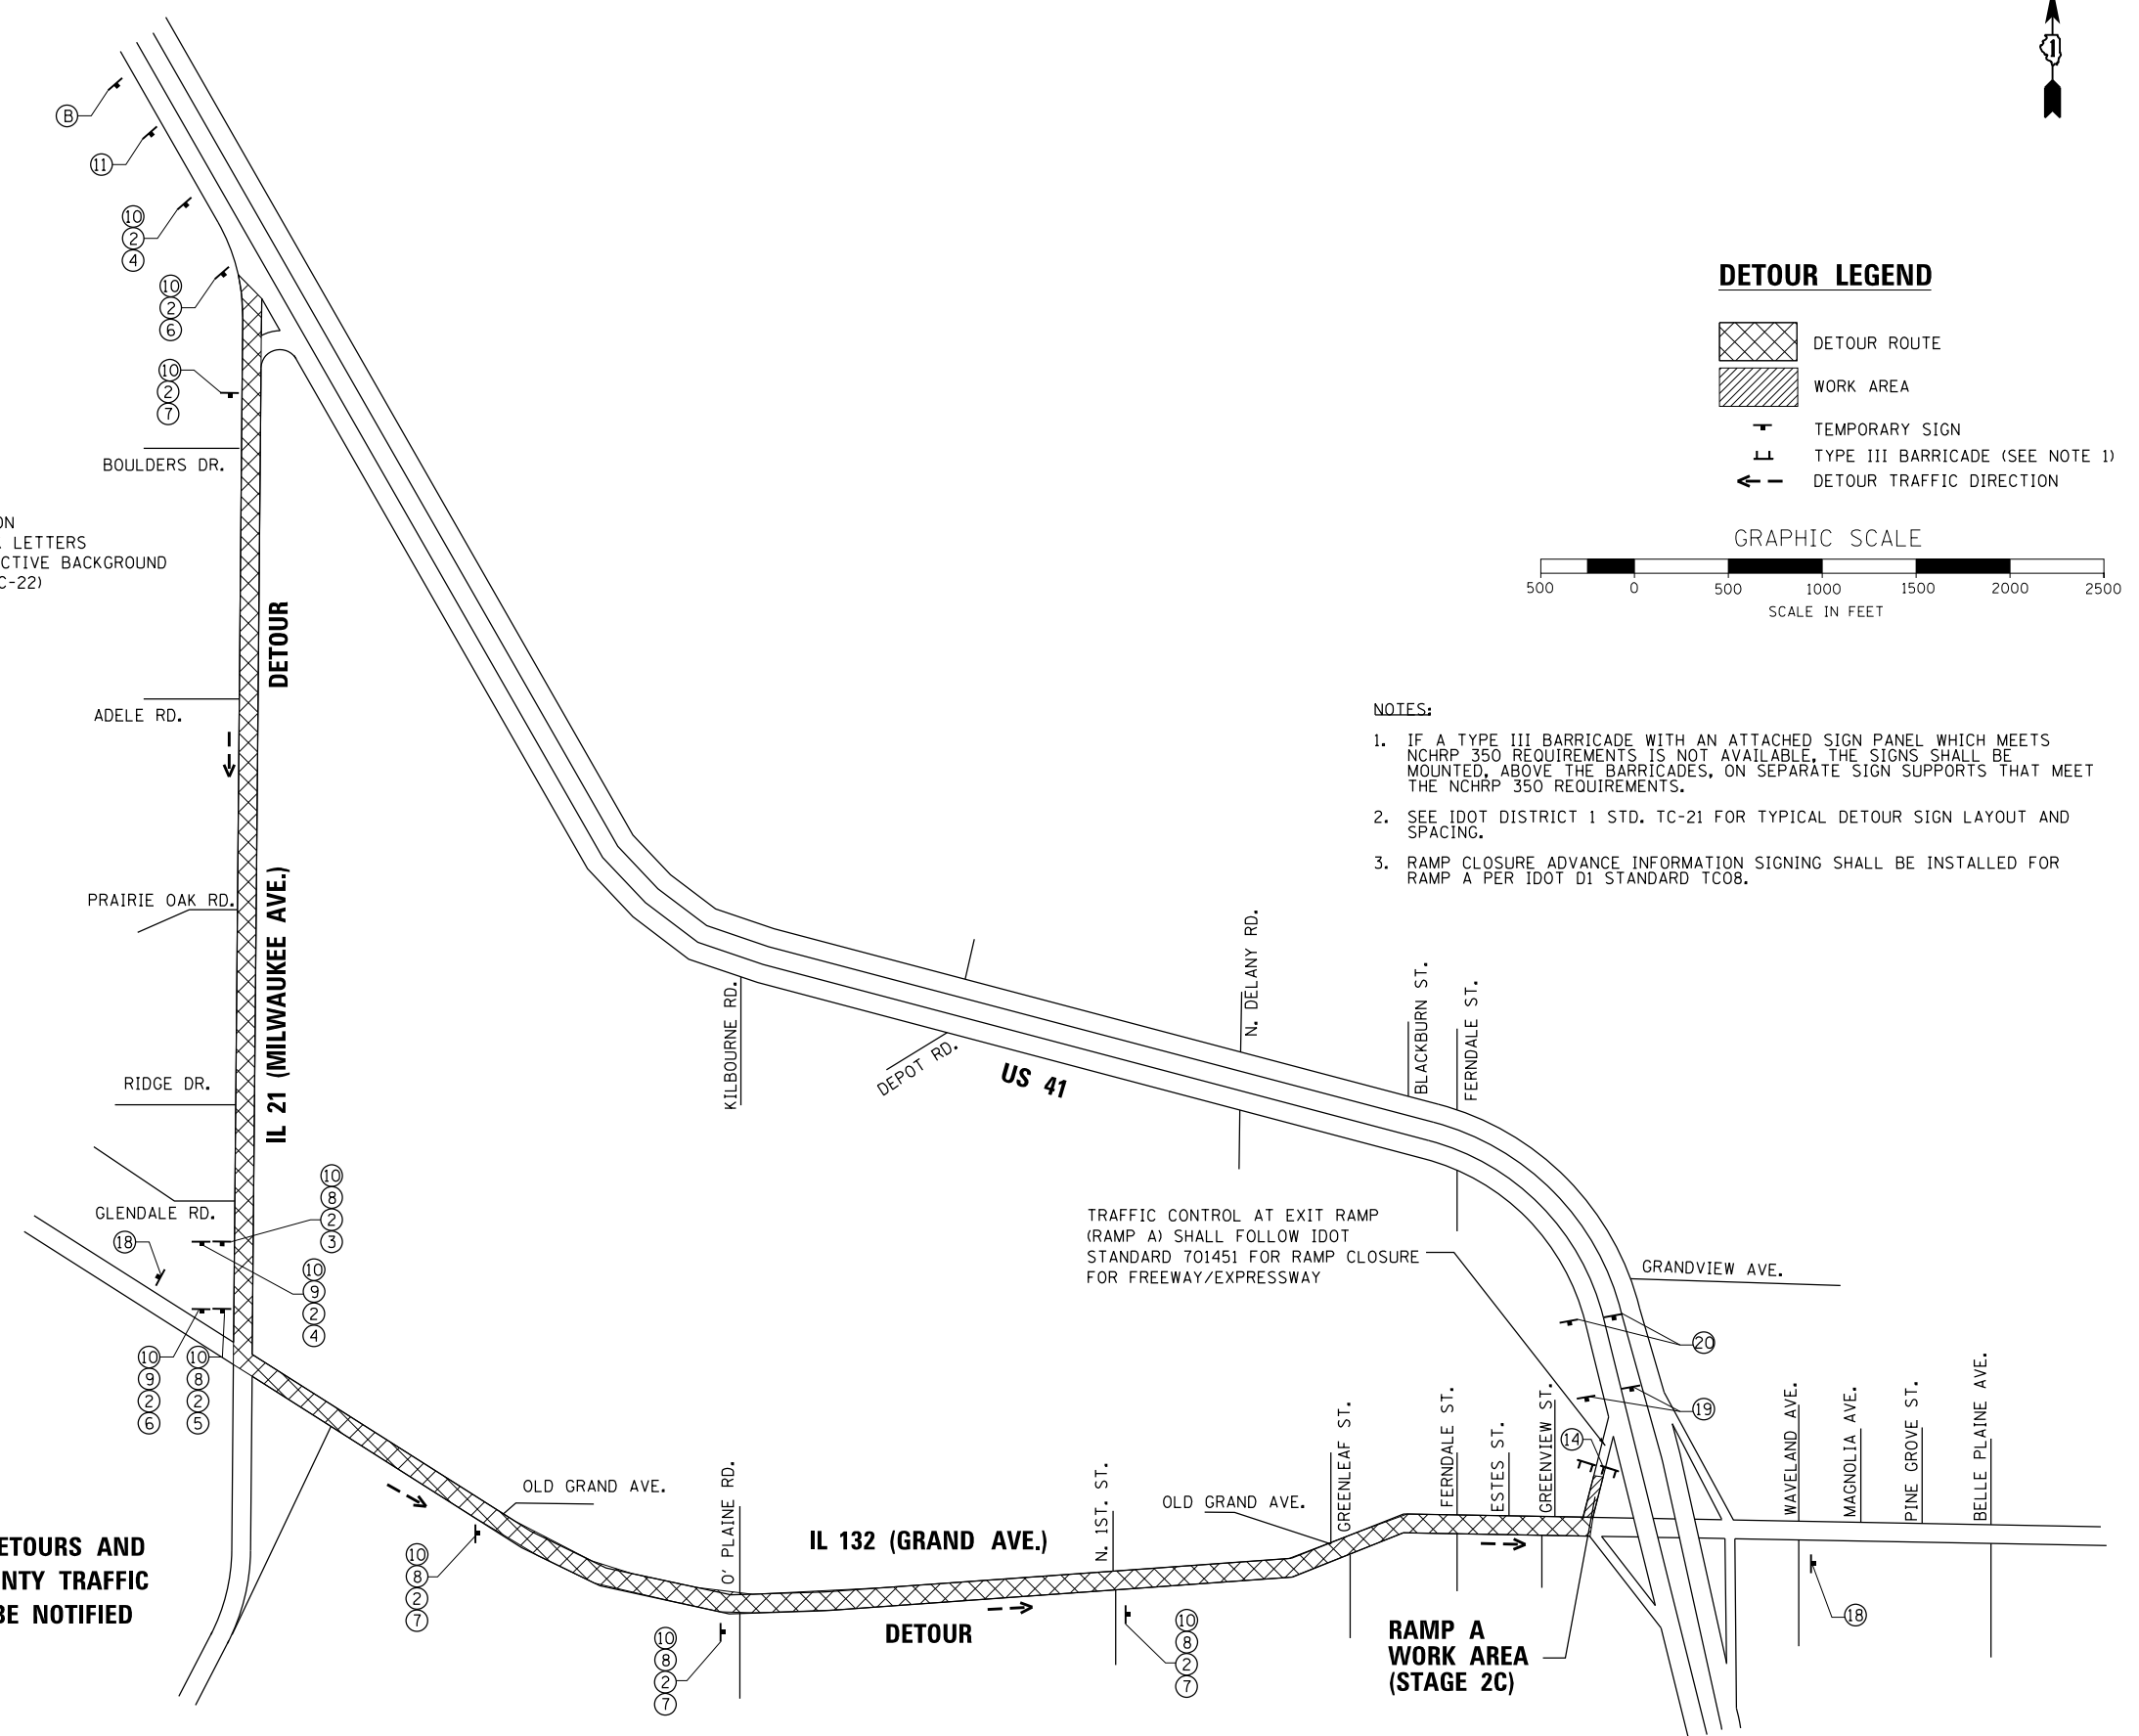 1
B
11
10
2
4
10
2
6
10
2
7
BOULDERS DR.
ON
LETTERS
CTIVE BACKGROUND
C-22)
DETOUR
ADELE RD.
PRAIRIE OAK RD.
IL 21 (MILWAUKEE AVE.)
RIDGE DR.
GLENDALE RD.
18
10
8
2
3
10
9
2
4
10
9
2
6
10
8
2
5
DETOUR LEGEND
DETOUR ROUTE
WORK AREA
TEMPORARY SIGN
TYPE III BARRICADE (SEE NOTE 1)
DETOUR TRAFFIC DIRECTION
GRAPHIC SCALE
500 0 500 1000 1500 2000 2500
SCALE IN FEET
NOTES:
1. IF A TYPE III BARRICADE WITH AN ATTACHED SIGN PANEL WHICH MEETS
NCHRP 350 REQUIREMENTS IS NOT AVAILABLE, THE SIGNS SHALL BE
MOUNTED, ABOVE THE BARRICADES, ON SEPARATE SIGN SUPPORTS THAT MEET
THE NCHRP 350 REQUIREMENTS.
2. SEE IDOT DISTRICT 1 STD. TC-21 FOR TYPICAL DETOUR SIGN LAYOUT AND
SPACING.
3. RAMP CLOSURE ADVANCE INFORMATION SIGNING SHALL BE INSTALLED FOR
RAMP A PER IDOT D1 STANDARD TC08.
KILBOURNE RD.
DEPOT RD.
US 41
N. DELANY RD.
BLACKBURN ST.
FERNDALE ST.
TRAFFIC CONTROL AT EXIT RAMP
(RAMP A) SHALL FOLLOW IDOT
STANDARD 701451 FOR RAMP CLOSURE
FOR FREEWAY/EXPRESSWAY
GRANDVIEW AVE.
20
19
14
OLD GRAND AVE.
O' PLAINE RD.
IL 132 (GRAND AVE.)
N. 1ST. ST.
OLD GRAND AVE.
GREENLEAF ST.
FERNDALE ST.
ESTES ST.
GREENVIEW ST.
WAVELAND AVE.
MAGNOLIA AVE.
PINE GROVE ST.
BELLE PLAINE AVE.
ETOURS AND
NTY TRAFFIC
BE NOTIFIED
10
8
2
7
10
8
2
7
DETOUR
10
8
2
7
RAMP A
WORK AREA
(STAGE 2C)
18